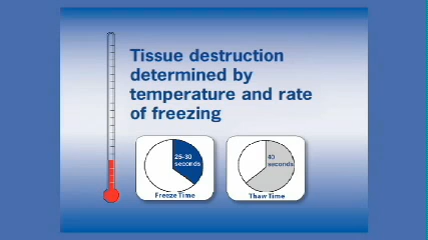 Tissue destruction
determined by
temperature and rate
of freezing
25-30
seconds
40
seconds
Freeze Time
Thaw Time